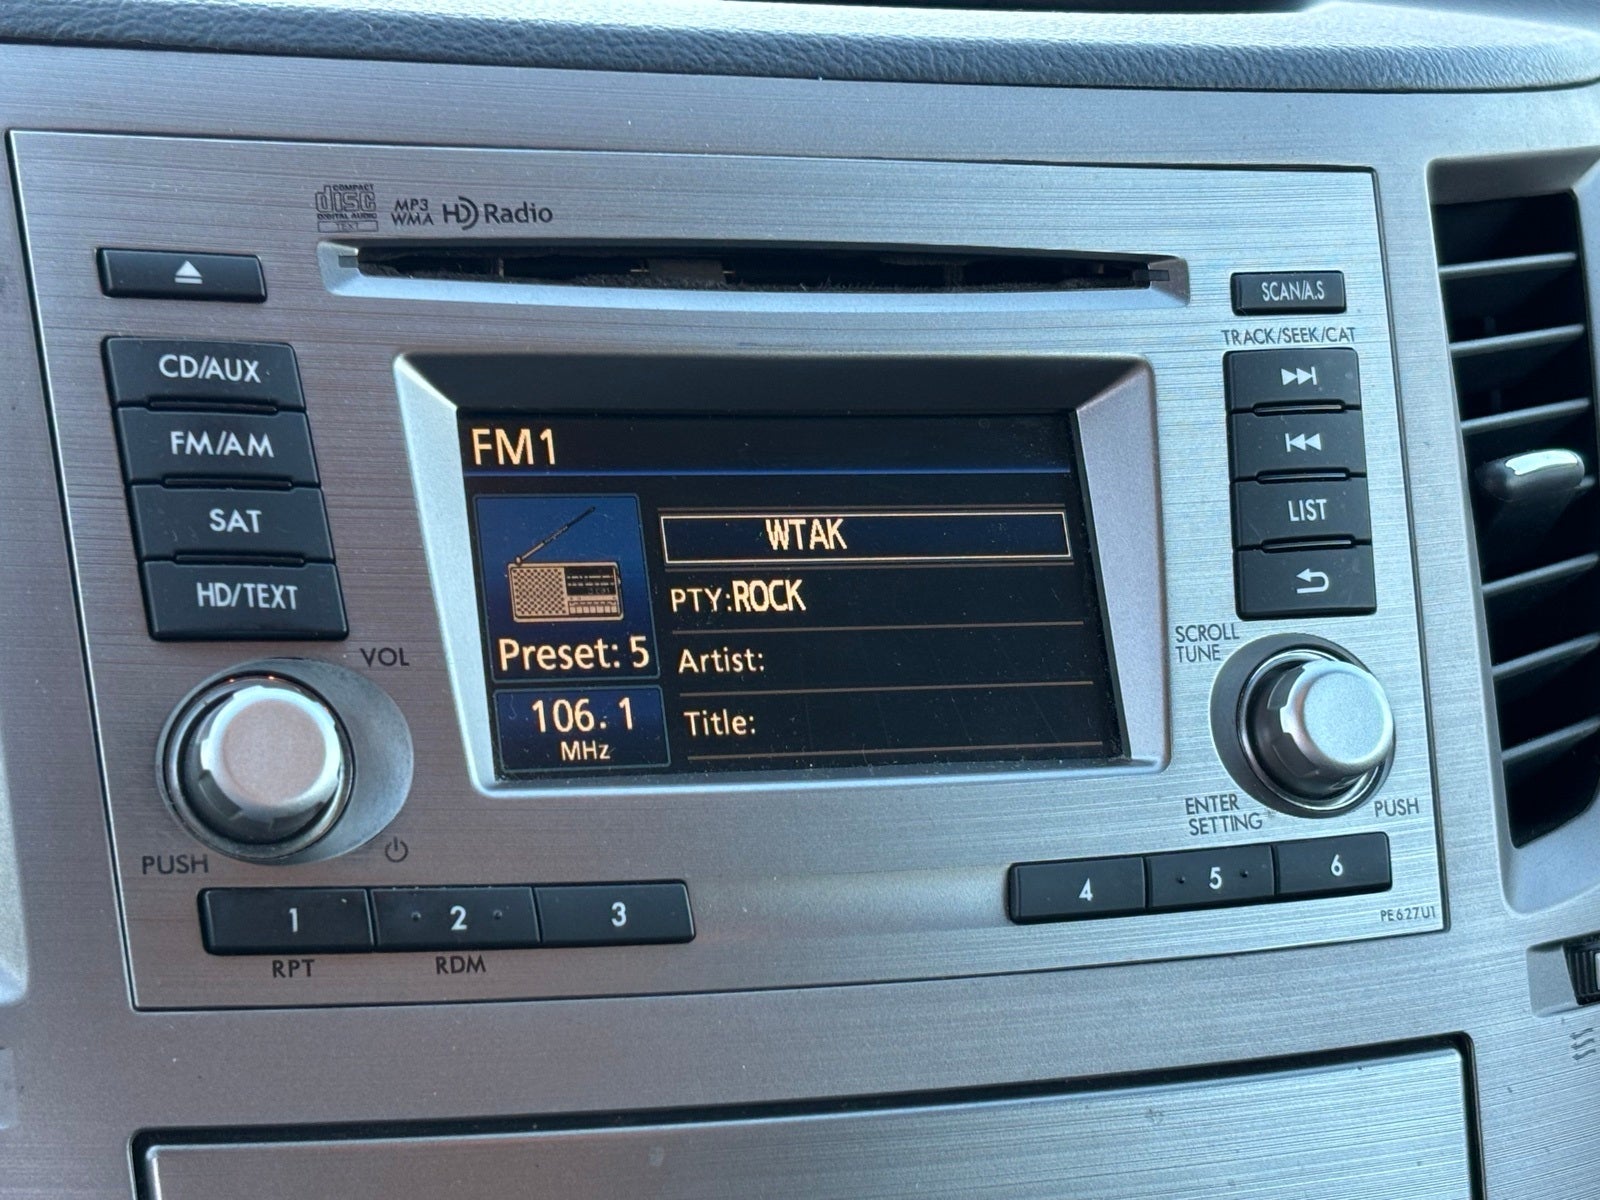 COMPACT
disc
DIGITAL AUDIO
TEXT
MP3
WMA
HD Radio
SCAN/A.S
TRACK/SEEK/CAT
CD/AUX
FM/AM
SAT
HD/TEXT
LIST
FM1
WTAK
PTY:ROCK
Preset: 5
Artist:
106.1
MHz
Title:
VOL
PUSH
SCROLL
TUNE
ENTER
SETTING
PUSH
1
2
3
4
5
6
RPT
RDM
PE627U1